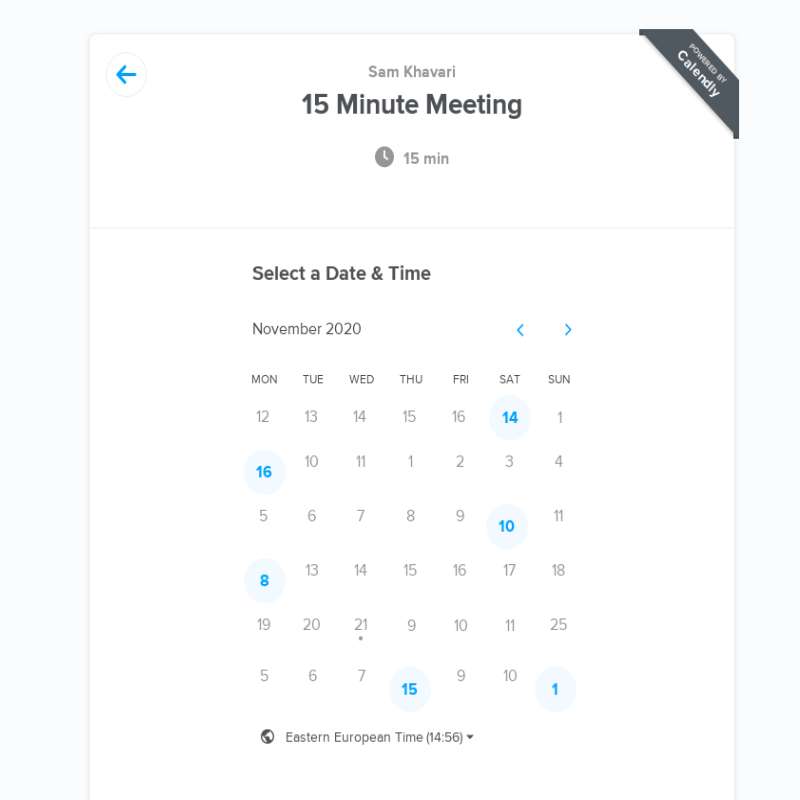 Sam Khavari
POWERED BY
Calendly
15 Minute Meeting
15 min
Select a Date & Time
November 2020
MON TUE WED THU FRI SAT SUN
12 13 14 15 16 14 1
16 10 11 1 2 3 4
5 6 7 8 9 10 11
8 13 14 15 16 17 18
19 20 21 9 10 11 25
5 6 7 15 9 10 1
Eastern European Time (14:56)